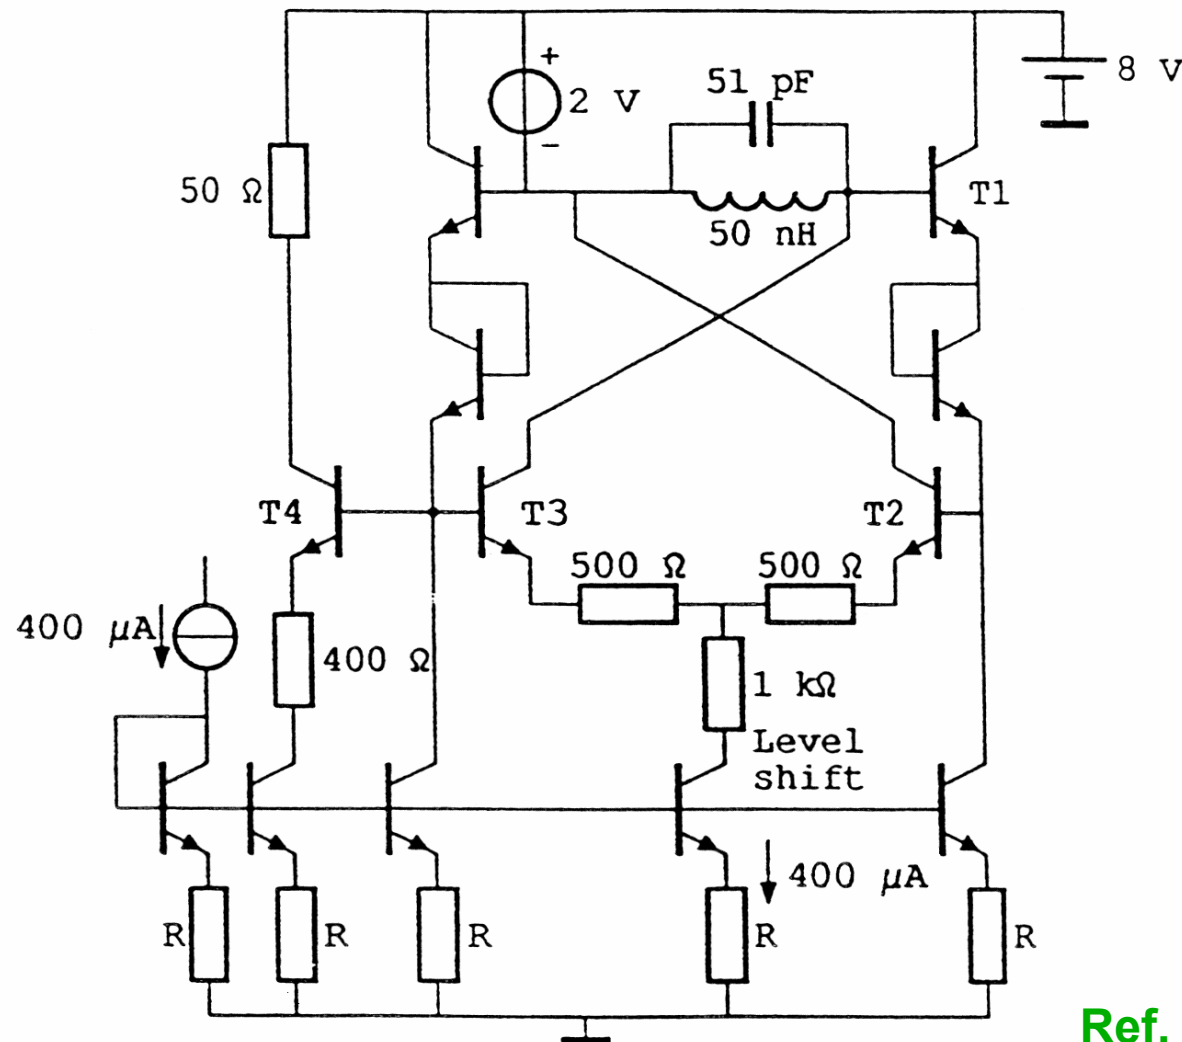 +
2 V
−
51 pF
8 V
50 Ω
50 nH
T1
T4
T3
T2
500 Ω
500 Ω
400 µA
400 Ω
1 kΩ
Level
shift
400 µA
R
R
R
R
R
Ref.